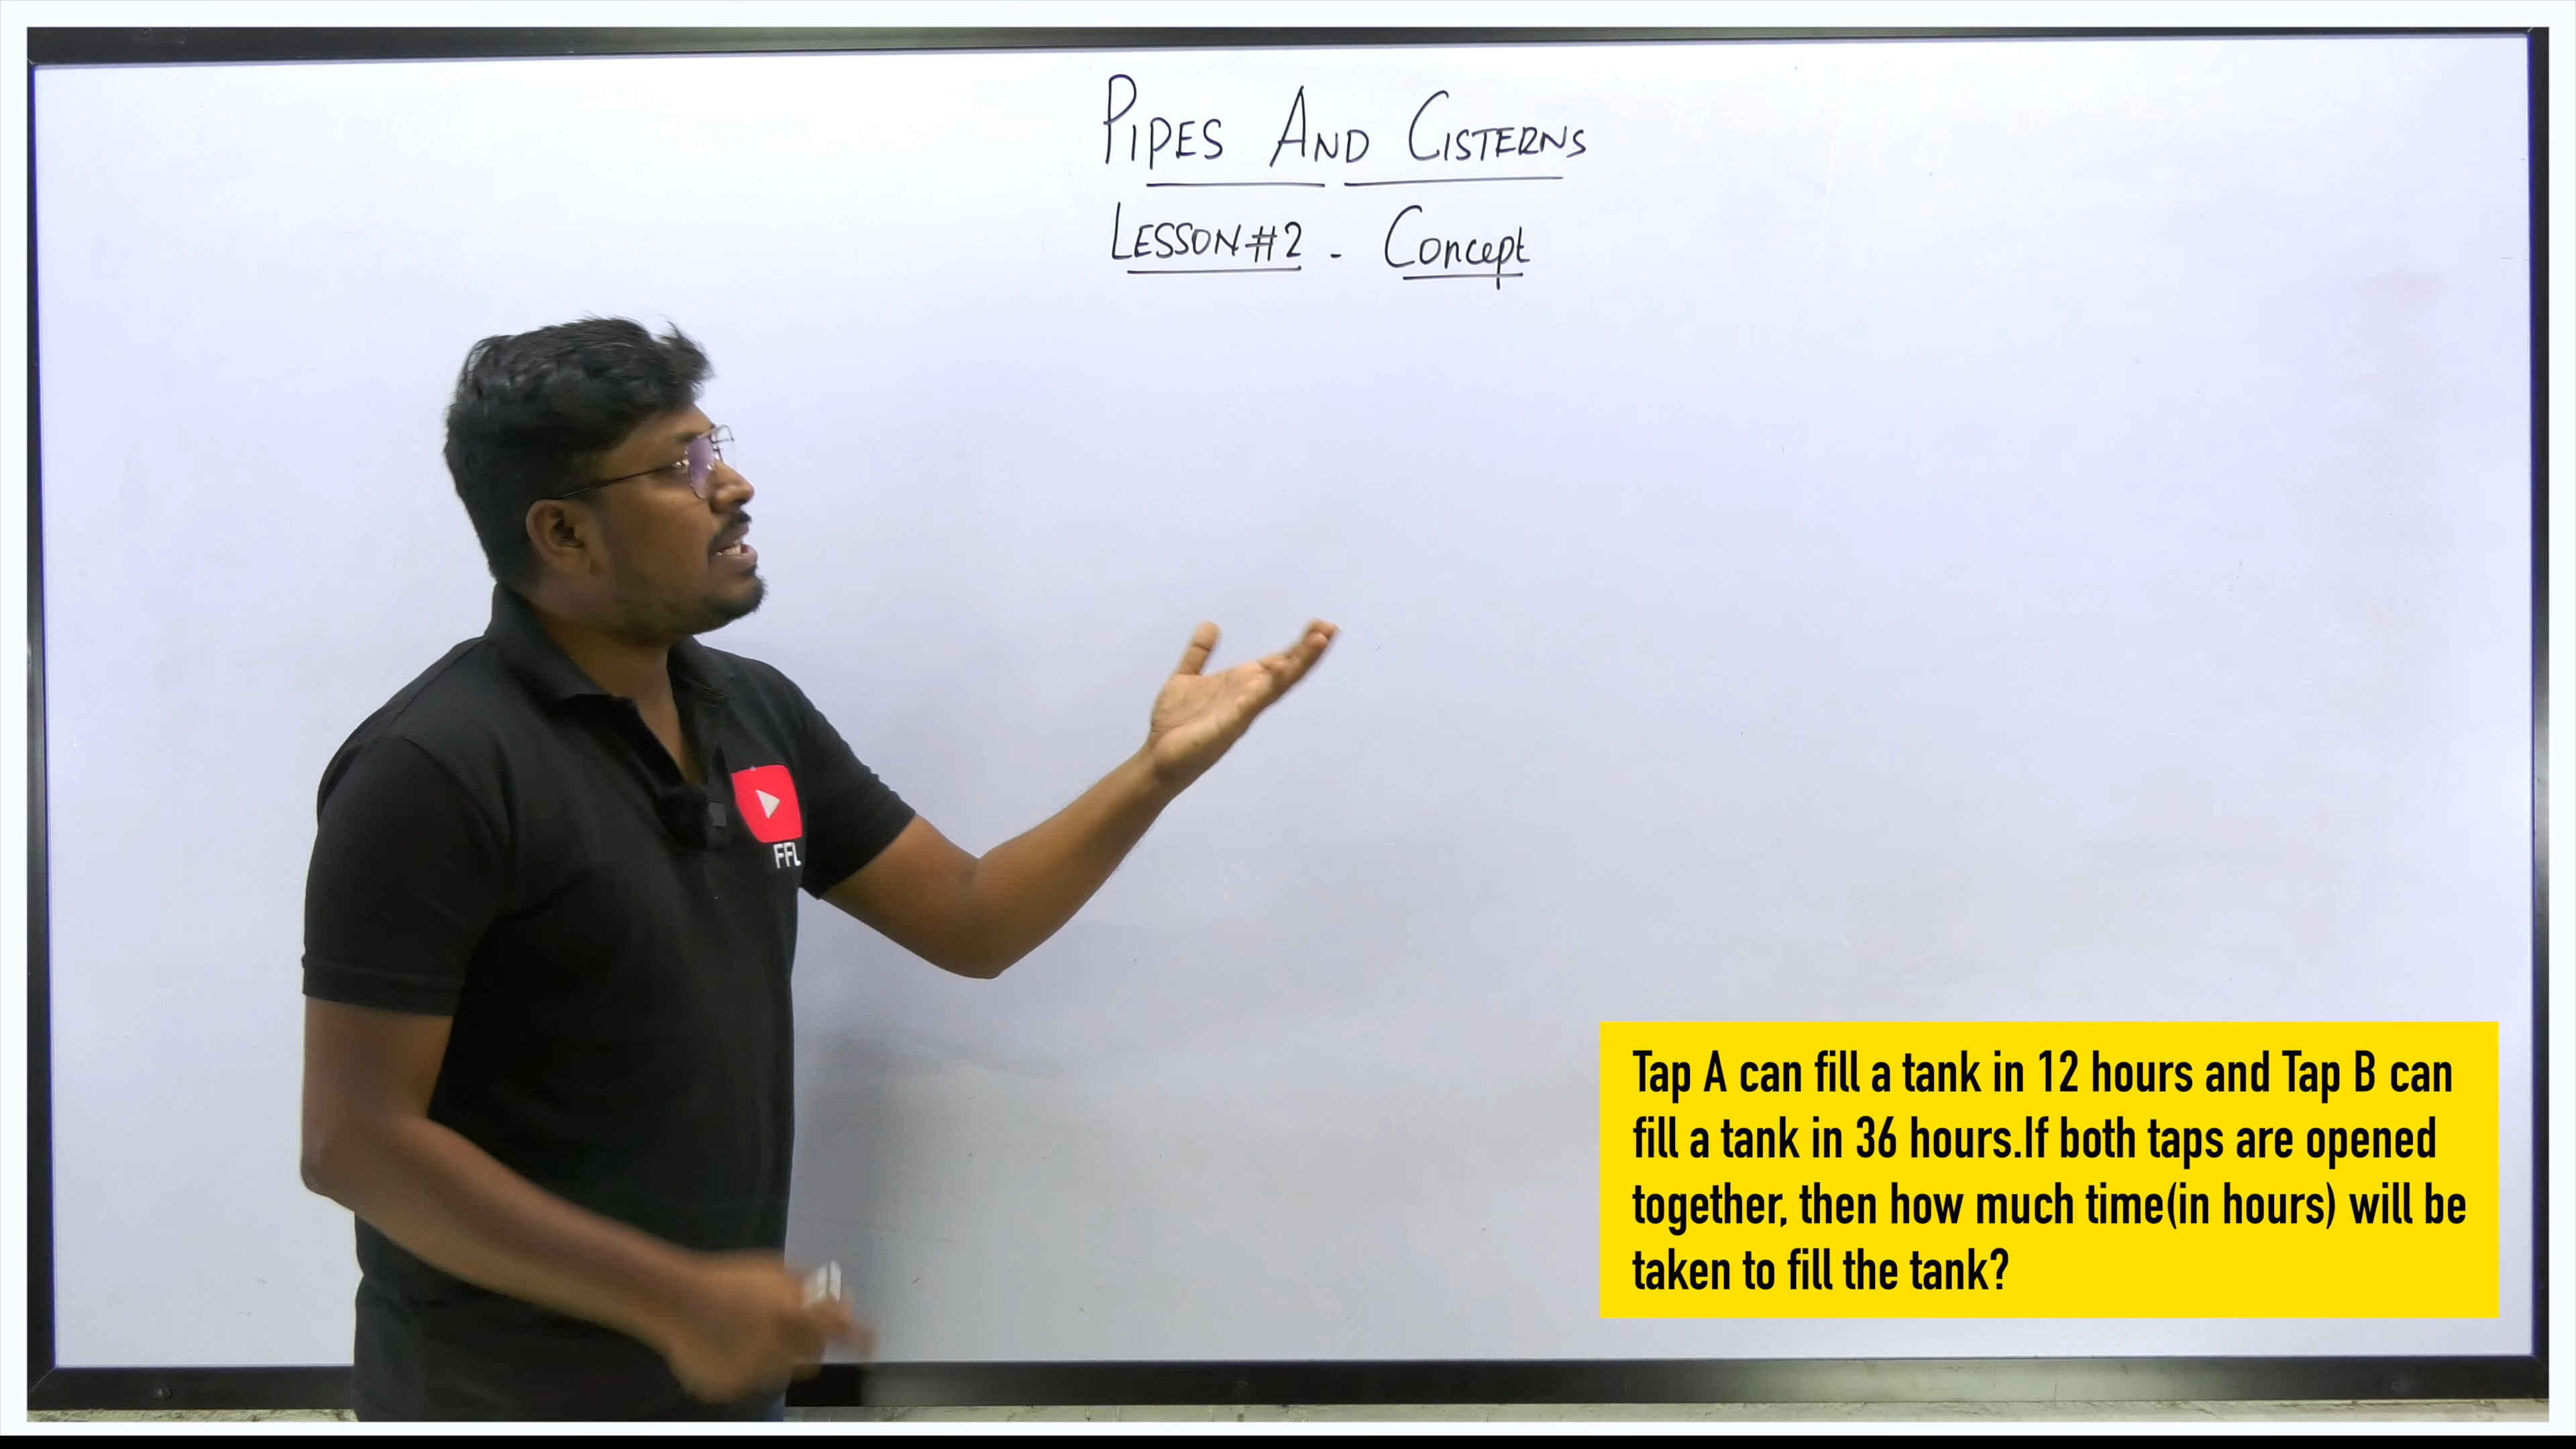 PIPES AND CISTERNS
LESSON#2 - Concept
FFL
Tap A can fill a tank in 12 hours and Tap B can
fill a tank in 36 hours.If both taps are opened
together, then how much time(in hours) will be
taken to fill the tank?